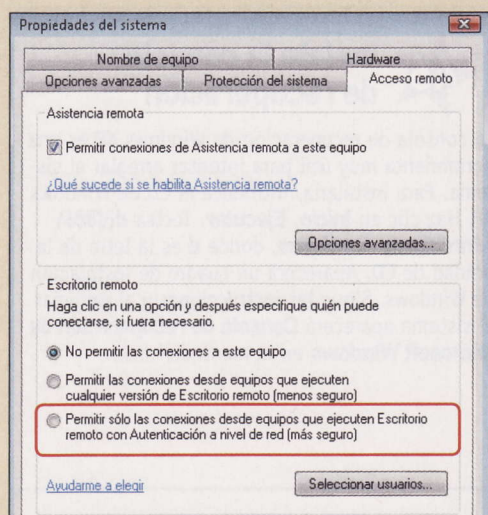 Propiedades del sistema
Nombre de equipo Hardware
Opciones avanzadas Protección del sistema Acceso remoto
Asistencia remota
Permitir conexiones de Asistencia remota a este equipo
¿Qué sucede si se habilita Asistencia remota?
Opciones avanzadas...
Escritorio remoto
Haga clic en una opción y después especifique quién puede
conectarse, si fuera necesario.
No permitir las conexiones a este equipo
Permitir las conexiones desde equipos que ejecuten
cualquier versión de Escritorio remoto (menos seguro)
Permitir sólo las conexiones desde equipos que ejecuten Escritorio
remoto con Autenticación a nivel de red (más seguro)
Ayudarme a elegir
Seleccionar usuarios...